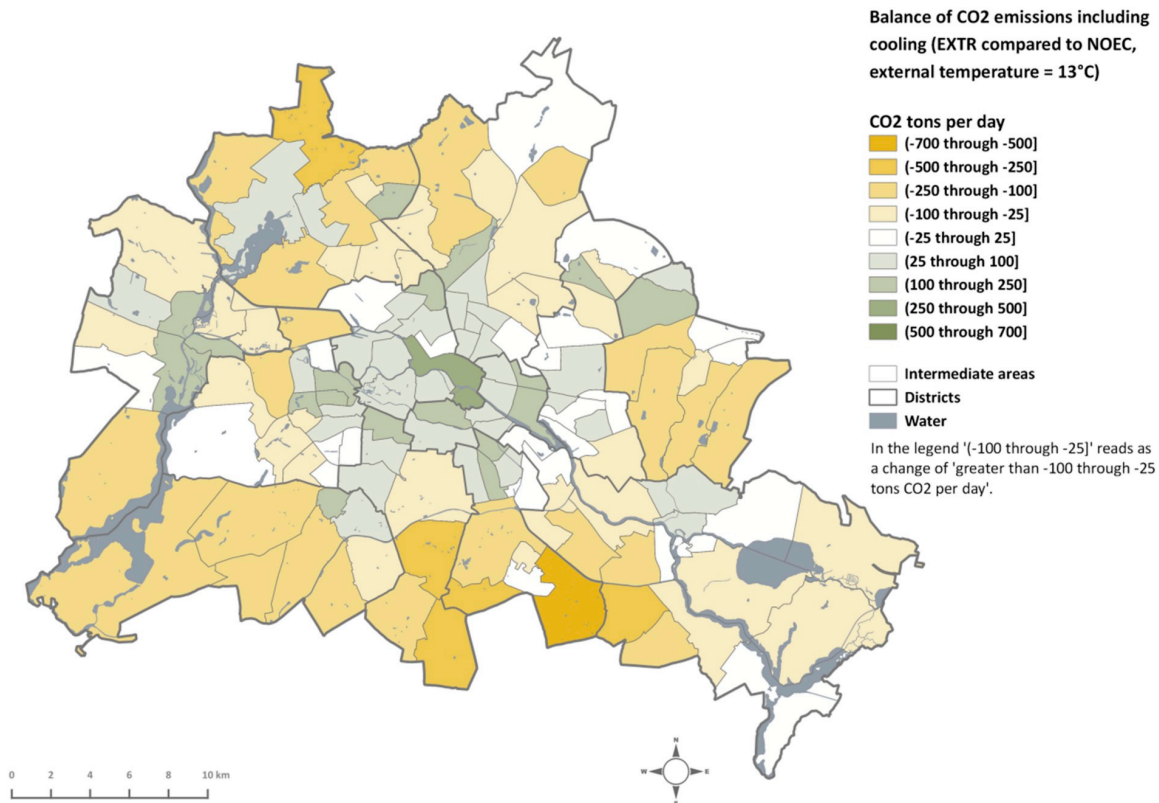 Balance of CO2 emissions including
cooling (EXTR compared to NOEC,
external temperature = 13°C)
CO2 tons per day
(-700 through -500]
(-500 through -250]
(-250 through -100]
(-100 through -25]
(-25 through 25]
(25 through 100]
(100 through 250]
(250 through 500]
(500 through 700]
Intermediate areas
Districts
Water
In the legend '(-100 through -25]' reads as
a change of 'greater than -100 through -25
tons CO2 per day'.
N
W E
0 2 4 6 8 10 km